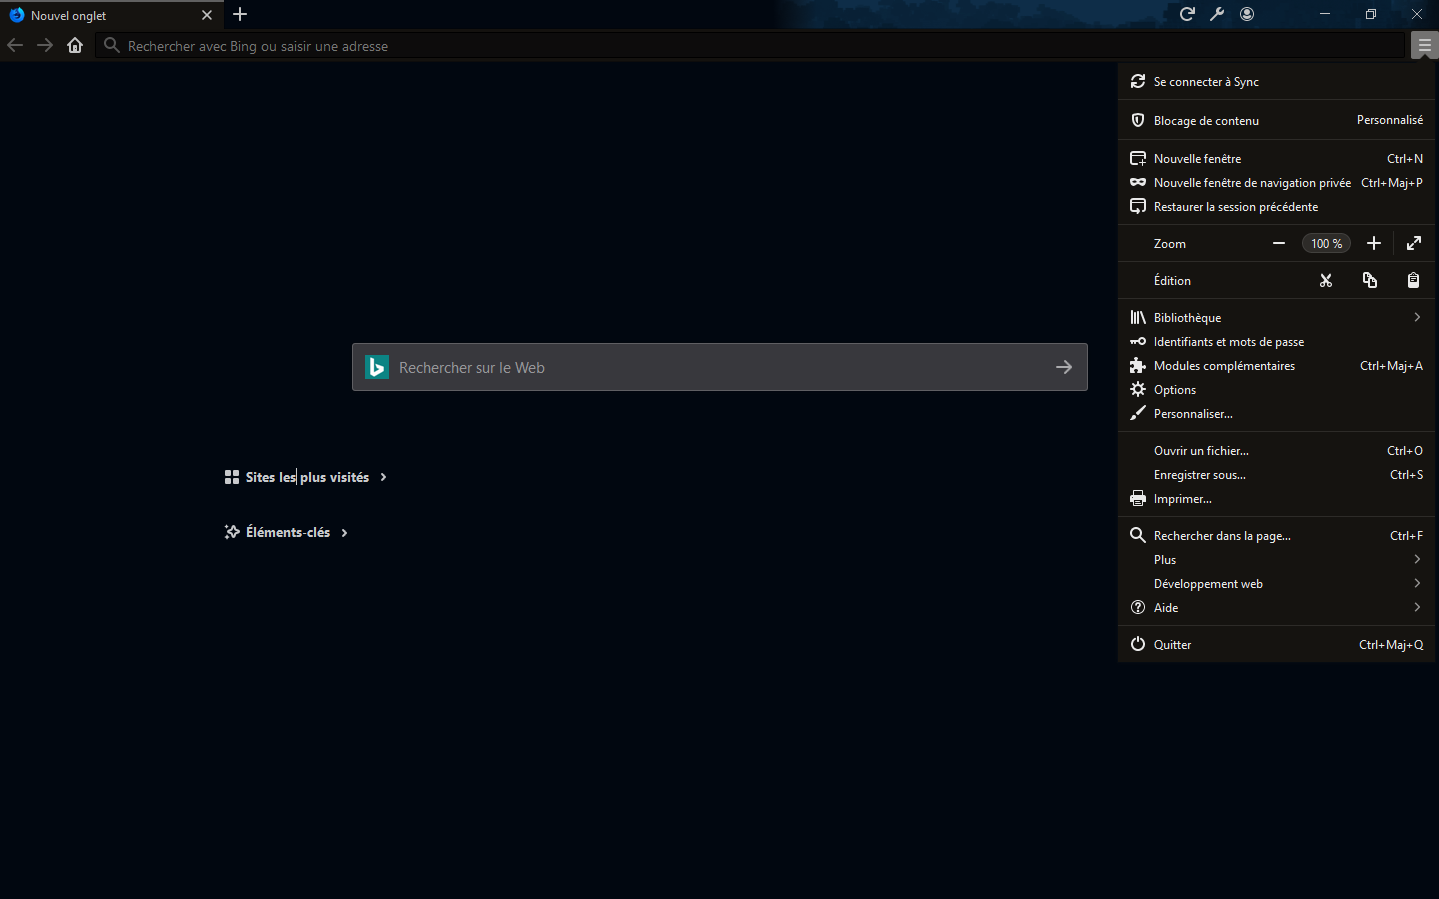 Nouvel onglet
Rechercher avec Bing ou saisir une adresse
Se connecter à Sync
Blocage de contenu Personnalisé
Nouvelle fenêtre Ctrl+N
Nouvelle fenêtre de navigation privée Ctrl+Maj+P
Restaurer la session précédente
Zoom 100 %
Édition
Bibliothèque
Identifiants et mots de passe
Modules complémentaires Ctrl+Maj+A
Options
Personnaliser...
Ouvrir un fichier... Ctrl+O
Enregistrer sous... Ctrl+S
Imprimer...
Rechercher dans la page... Ctrl+F
Plus
Développement web
Aide
Quitter Ctrl+Maj+Q
Rechercher sur le Web
Sites les plus visités
Éléments-clés